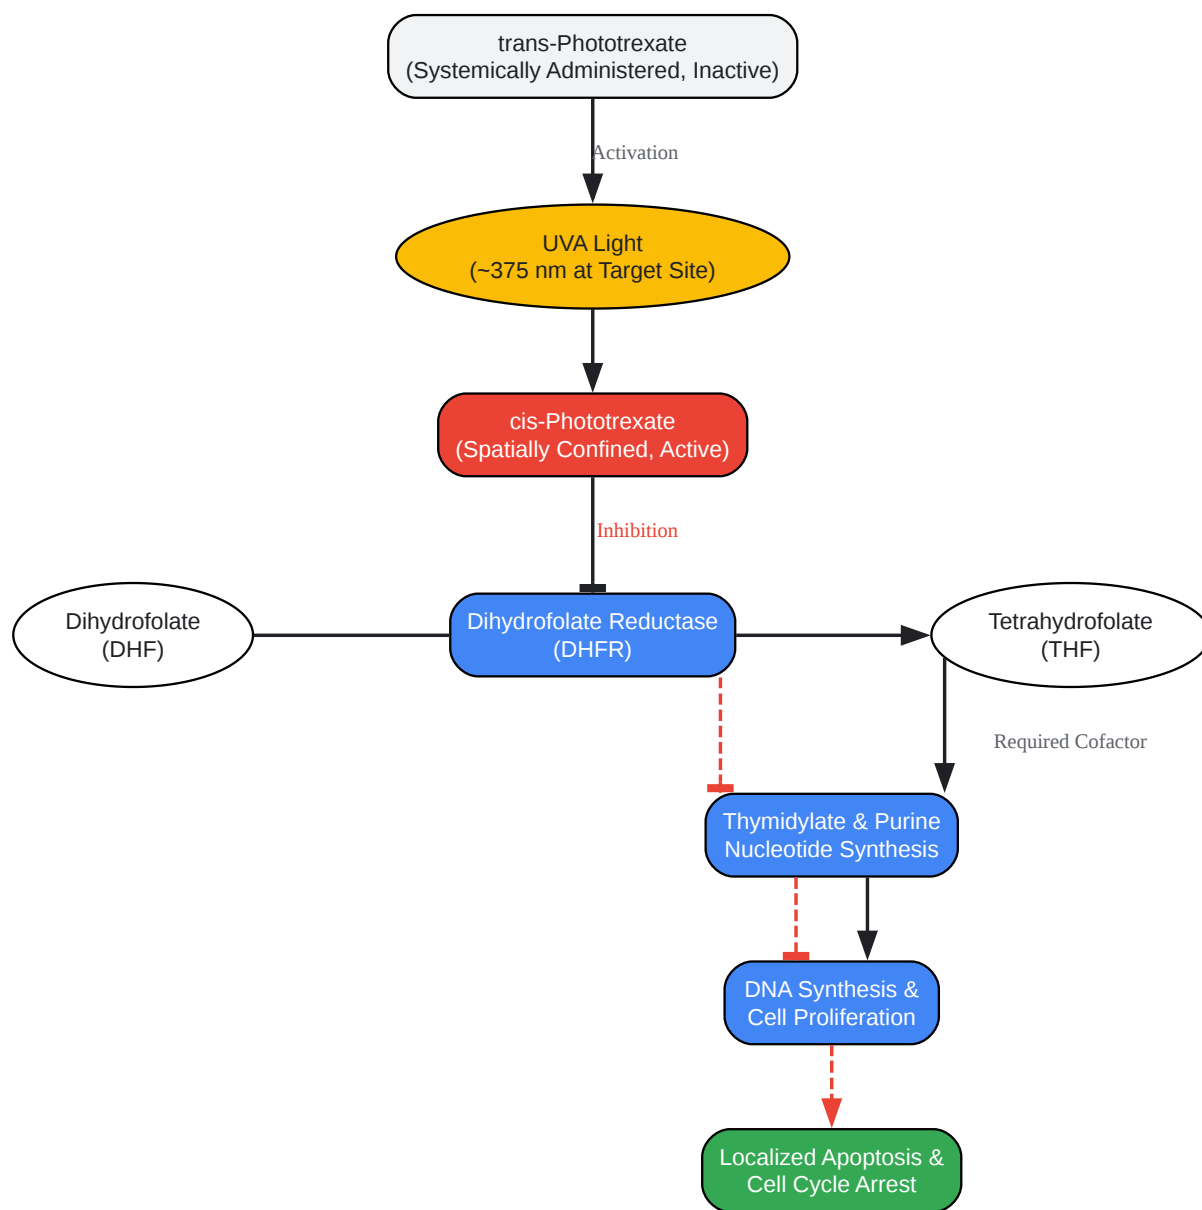 trans-Phototrexate
(Systemically Administered, Inactive)
Activation
UVA Light
(~375 nm at Target Site)
cis-Phototrexate
(Spatially Confined, Active)
Inhibition
Dihydrofolate
(DHF)
Dihydrofolate Reductase
(DHFR)
Tetrahydrofolate
(THF)
Required Cofactor
Thymidylate & Purine
Nucleotide Synthesis
DNA Synthesis &
Cell Proliferation
Localized Apoptosis &
Cell Cycle Arrest